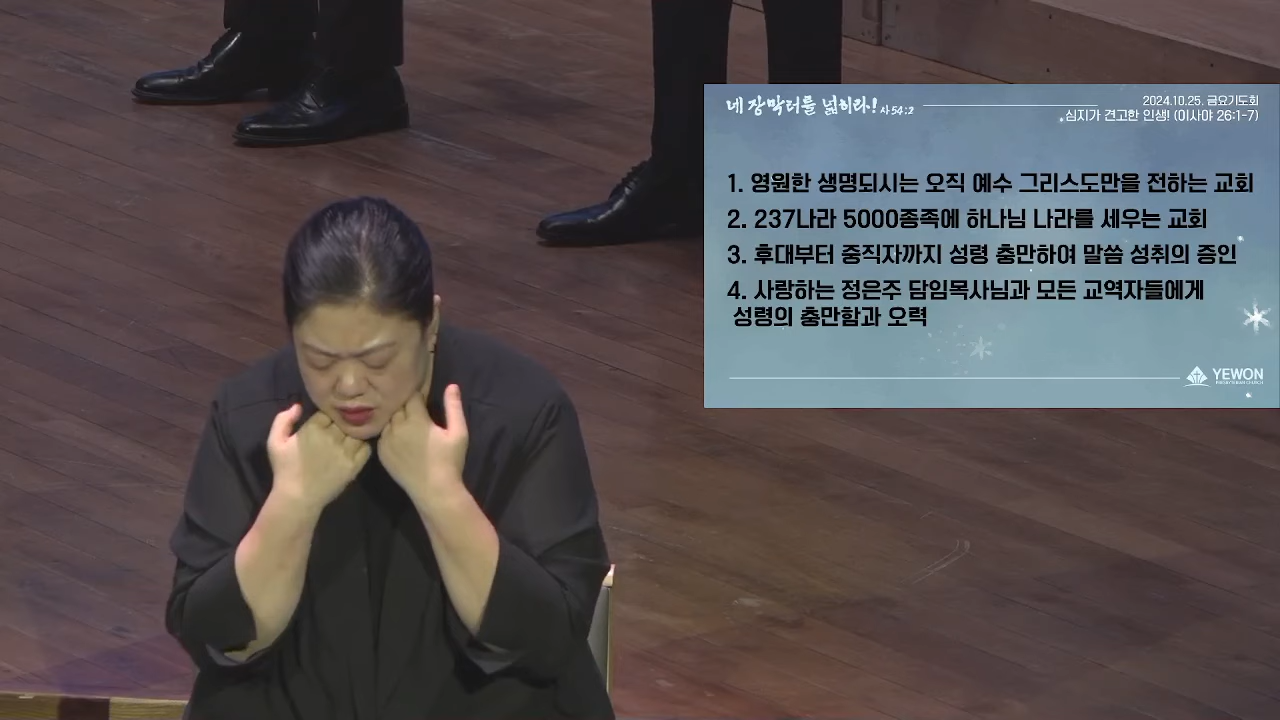 네 장막터를 넓히라! 사 54:2
2024.10.25. 금요기도회
심지가 견고한 인생! (이사야 26:1-7)
1. 영원한 생명되시는 오직 예수 그리스도만을 전하는 교회
2. 237나라 5000종족에 하나님 나라를 세우는 교회
3. 후대부터 중직자까지 성령 충만하여 말씀 성취의 증인
4. 사랑하는 정은주 담임목사님과 모든 교역자들에게
성령의 충만함과 오력
YEWON
PRESBYTERIAN CHURCH